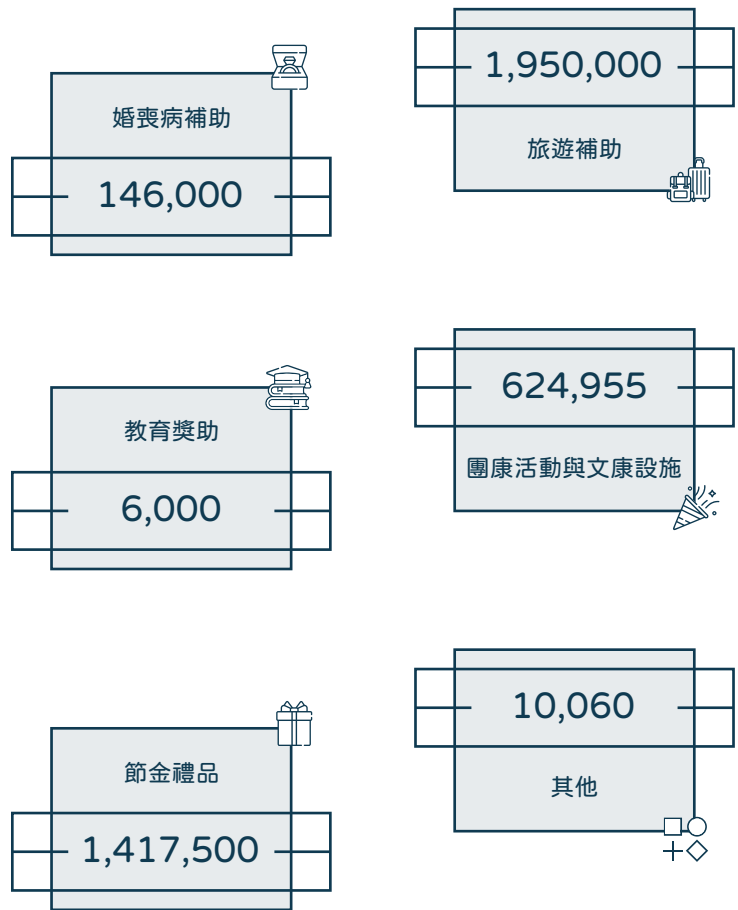 婚喪病補助
146,000
1,950,000
旅遊補助
教育獎助
6,000
624,955
團康活動與文康設施
節金禮品
1,417,500
10,060
其他